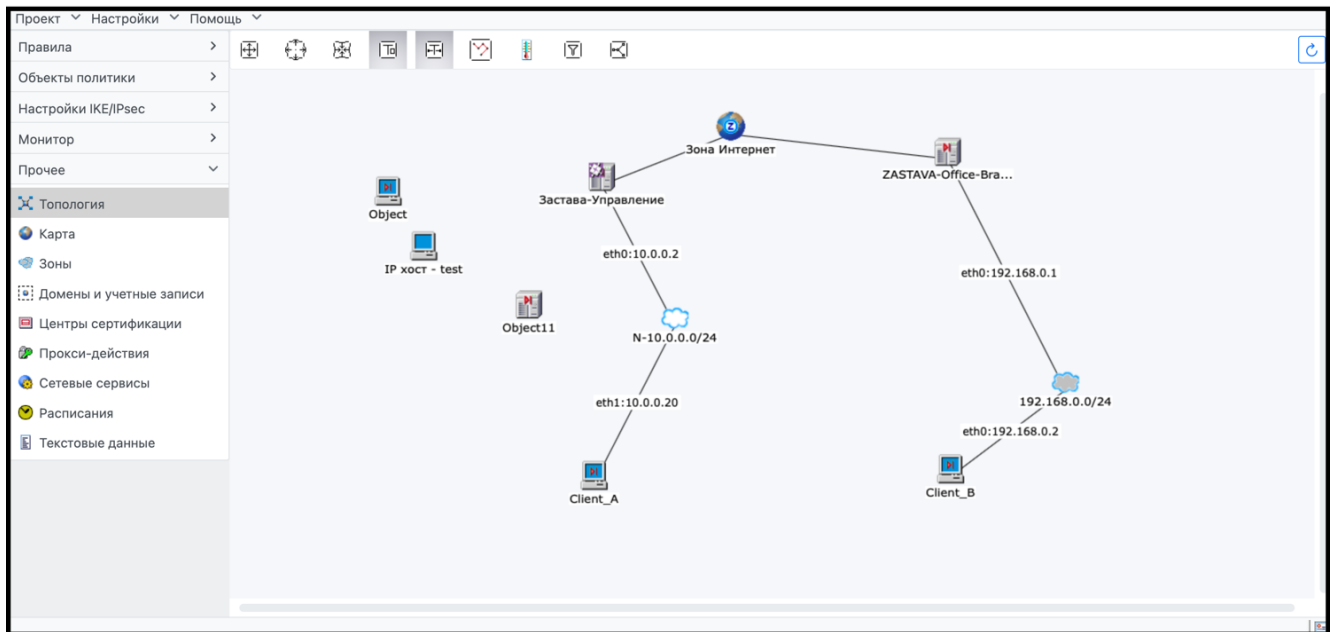 Проект Настройки Помощь
Правила
Объекты политики
Настройки IKE/IPsec
Монитор
Прочее
Топология
Карта
Зоны
Домены и учетные записи
Центры сертификации
Прокси-действия
Сетевые сервисы
Расписания
Текстовые данные
Зона Интернет
ZASTAVA-Office-Bra...
Застава-Управление
Object
eth0:10.0.0.2
IP хост - test
eth0:192.168.0.1
Object11
N-10.0.0.0/24
eth1:10.0.0.20
192.168.0.0/24
eth0:192.168.0.2
Client_A
Client_B